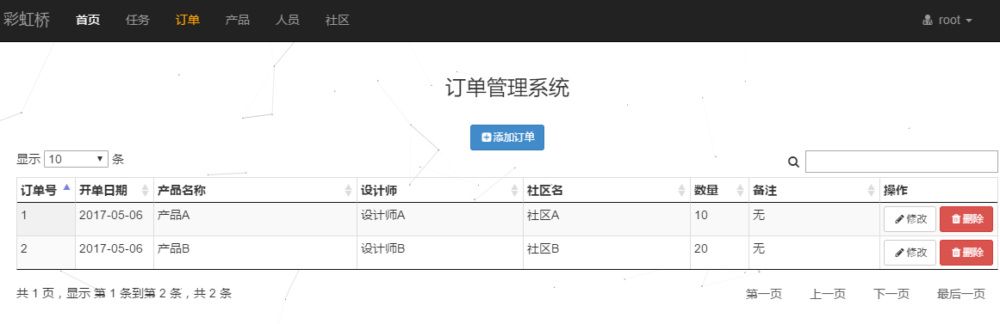 彩虹桥 首页 任务 订单 产品 人员 社区 root
订单管理系统
添加订单
显示 10 条
订单号 开单日期 产品名称 设计师 社区名 数量 备注 操作
1 2017-05-06 产品A 设计师A 社区A 10 无 修改 删除
2 2017-05-06 产品B 设计师B 社区B 20 无 修改 删除
共 1 页，显示 第 1 条到第 2 条，共 2 条 第一页 上一页 下一页 最后一页